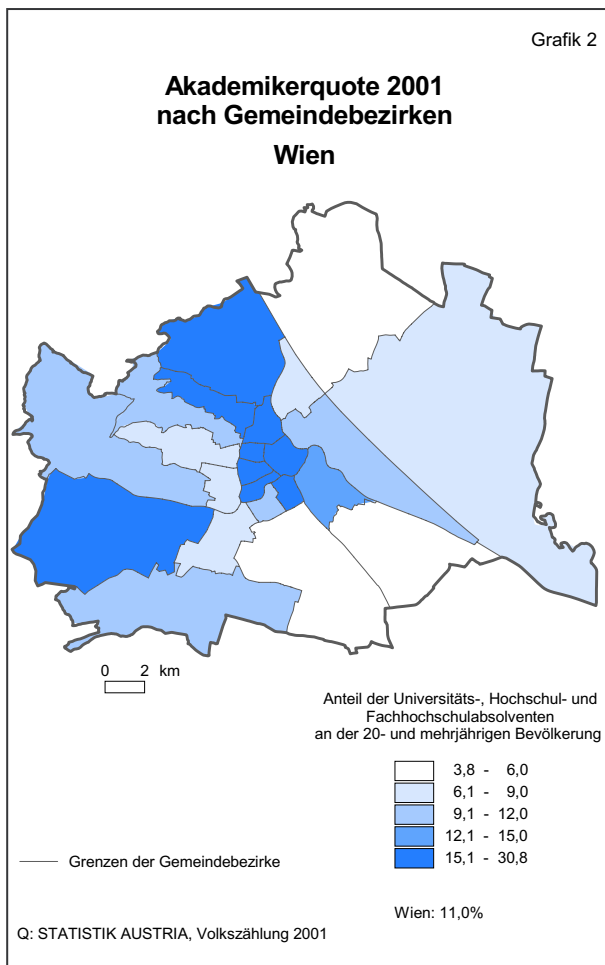 Grafik 2
Akademikerquote 2001
nach Gemeindebezirken
Wien
0 2 km
Anteil der Universitäts-, Hochschul- und
Fachhochschulabsolventen
an der 20- und mehrjährigen Bevölkerung
3,8 - 6,0
6,1 - 9,0
9,1 - 12,0
12,1 - 15,0
15,1 - 30,8
Grenzen der Gemeindebezirke
Wien: 11,0%
Q: STATISTIK AUSTRIA, Volkszählung 2001